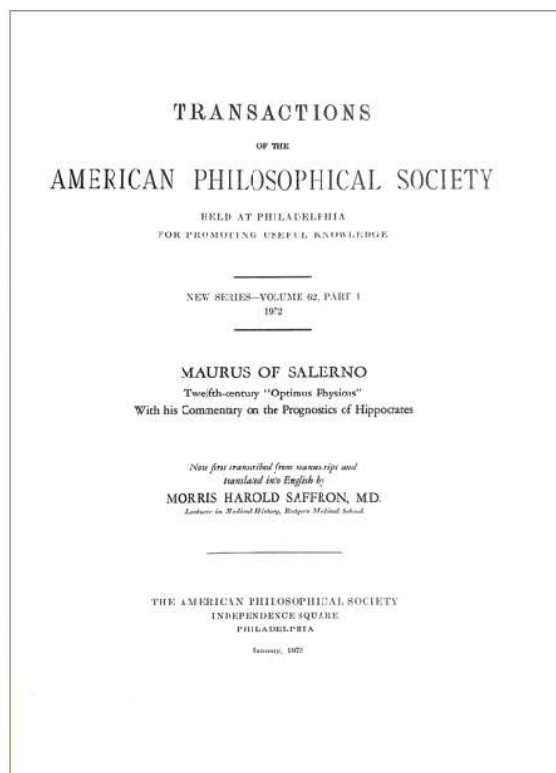 TRANSACTIONS
OF THE
AMERICAN PHILOSOPHICAL SOCIETY
HELD AT PHILADELPHIA
FOR PROMOTING USEFUL KNOWLEDGE
NEW SERIES—VOLUME 62, PART 1
1972
MAURUS OF SALERNO
Twelfth-century "Optimus Physicus"
With his Commentary on the Prognostics of Hippocrates
Now first transcribed from manuscript and
translated into English by
MORRIS HAROLD SAFFRON, M.D.
Lecturer in Medical History, Rutgers Medical School
THE AMERICAN PHILOSOPHICAL SOCIETY
INDEPENDENCE SQUARE
PHILADELPHIA
January, 1972